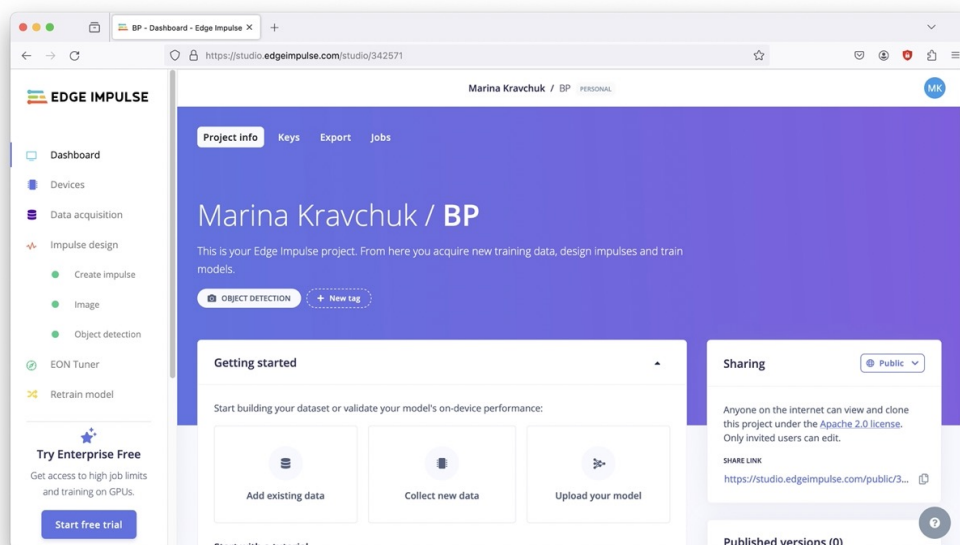 BP - Dashboard - Edge Impulse
https://studio.edgeimpulse.com/studio/342571
EDGE IMPULSE
Marina Kravchuk / BP PERSONAL
MK
Dashboard
Devices
Data acquisition
Impulse design
Create impulse
Image
Object detection
EON Tuner
Retrain model
Try Enterprise Free
Get access to high job limits
and training on GPUs.
Start free trial
Project info Keys Export Jobs
Marina Kravchuk / BP
This is your Edge Impulse project. From here you acquire new training data, design impulses and train
models.
OBJECT DETECTION + New tag
Getting started
Start building your dataset or validate your model's on-device performance:
Add existing data Collect new data Upload your model
Start with a tutorial
Sharing Public
Anyone on the internet can view and clone
this project under the Apache 2.0 license.
Only invited users can edit.
SHARE LINK
https://studio.edgeimpulse.com/public/3...
Published versions (0)
?